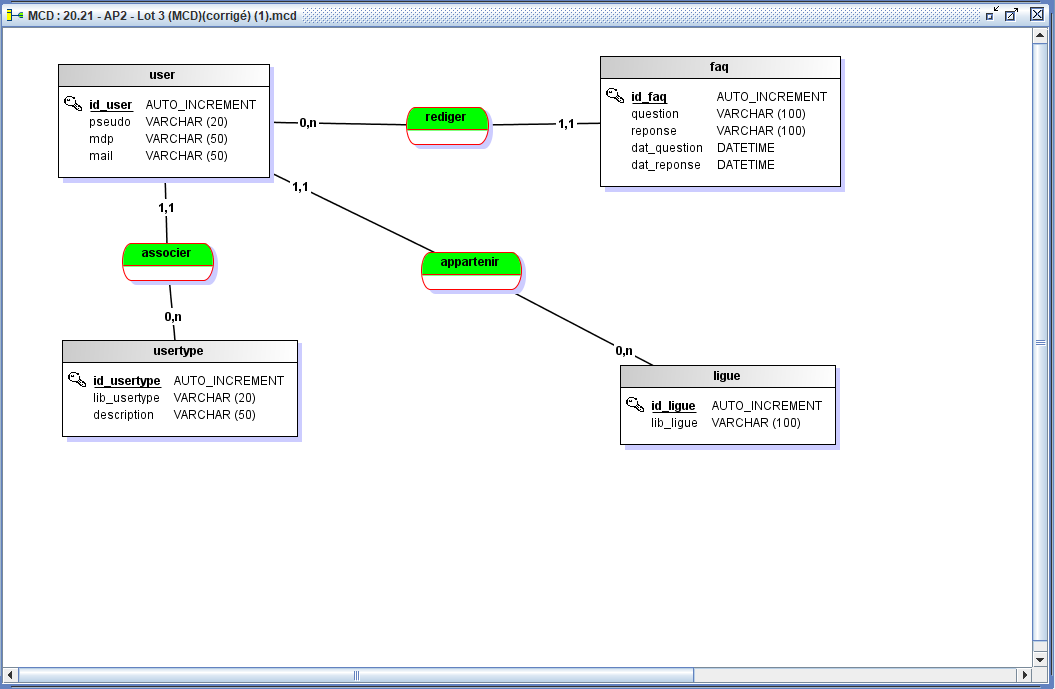 MCD : 20.21 - AP2 - Lot 3 (MCD)(corrigé) (1).mcd
user
id_user AUTO_INCREMENT
pseudo VARCHAR (20)
mdp VARCHAR (50)
mail VARCHAR (50)
0,n
rediger
1,1
faq
id_faq AUTO_INCREMENT
question VARCHAR (100)
reponse VARCHAR (100)
dat_question DATETIME
dat_reponse DATETIME
1,1
1,1
associer
appartenir
0,n
0,n
usertype
id_usertype AUTO_INCREMENT
lib_usertype VARCHAR (20)
description VARCHAR (50)
ligue
id_ligue AUTO_INCREMENT
lib_ligue VARCHAR (100)